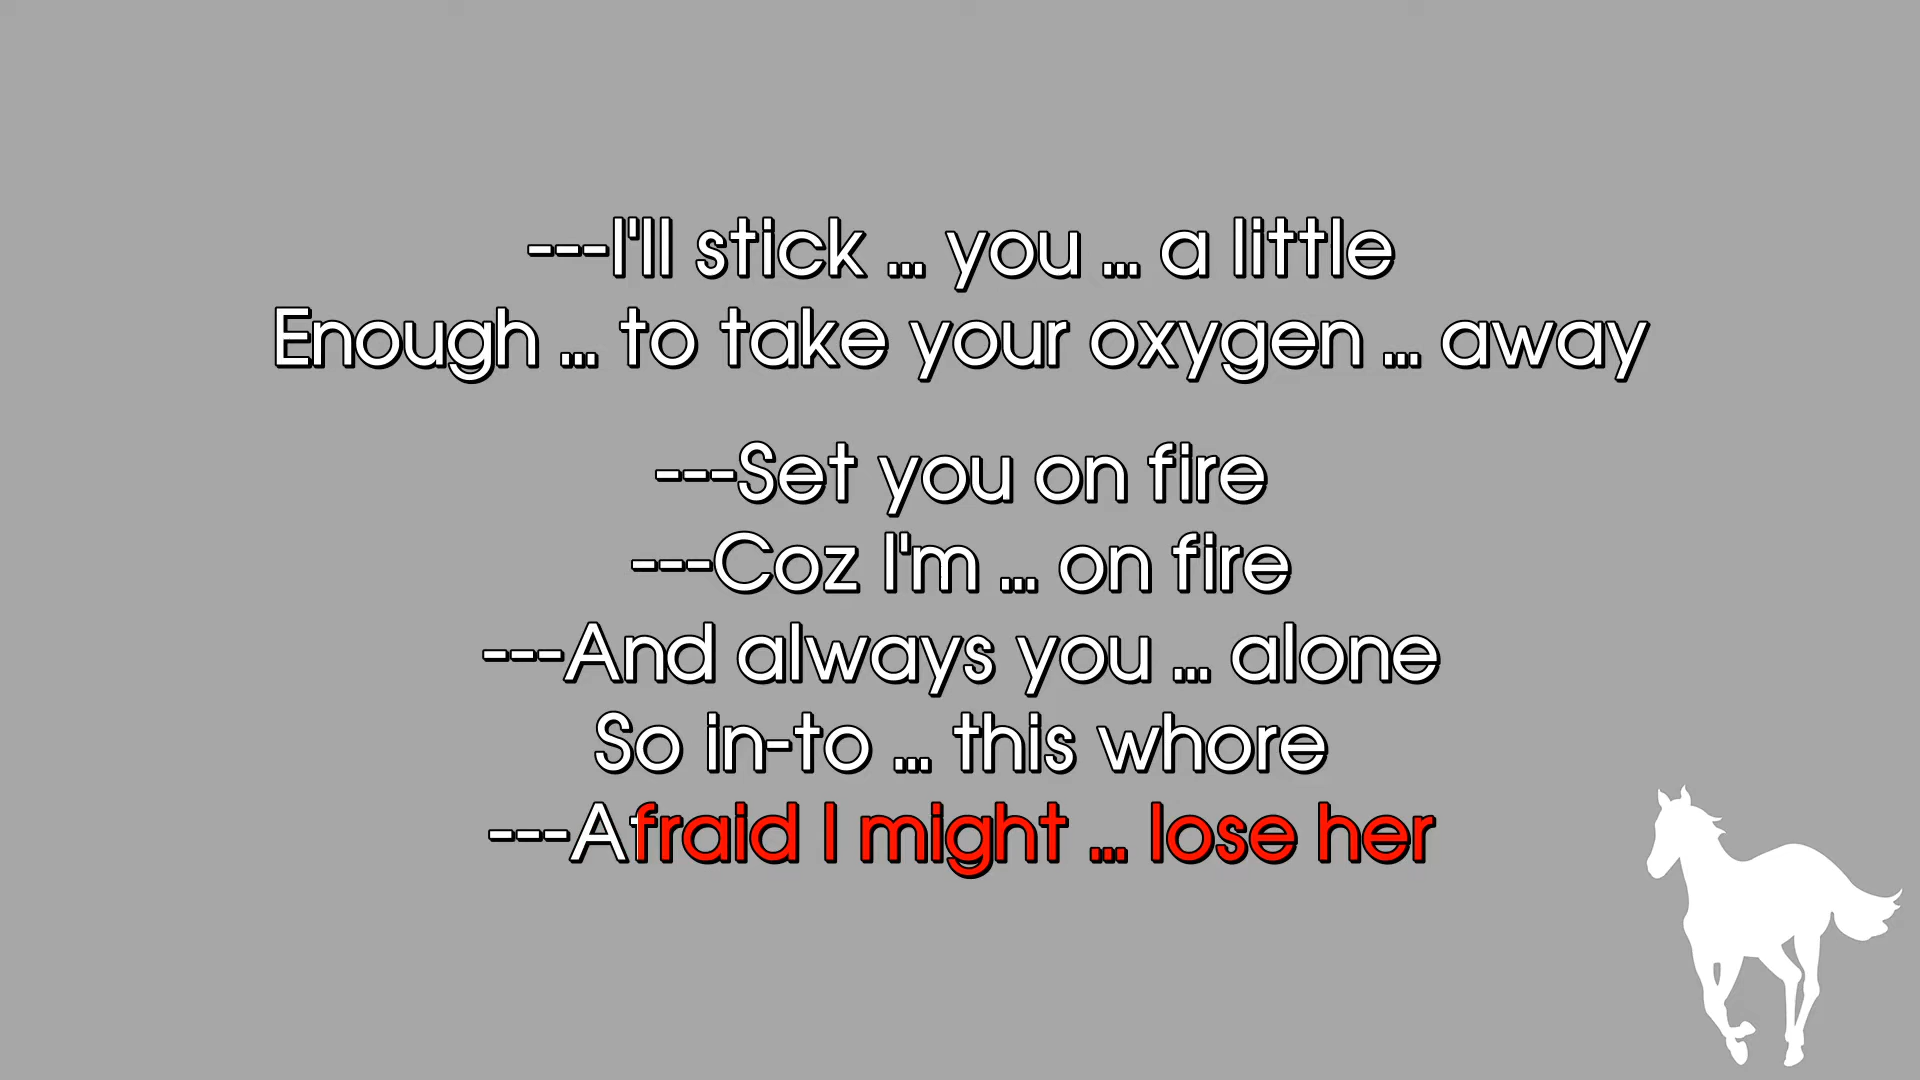 ---I'll stick ... you ... a little
Enough ... to take your oxygen ... away
---Set you on fire
---Coz I'm ... on fire
---And always you ... alone
So in-to ... this whore
---Afraid I might ... lose her